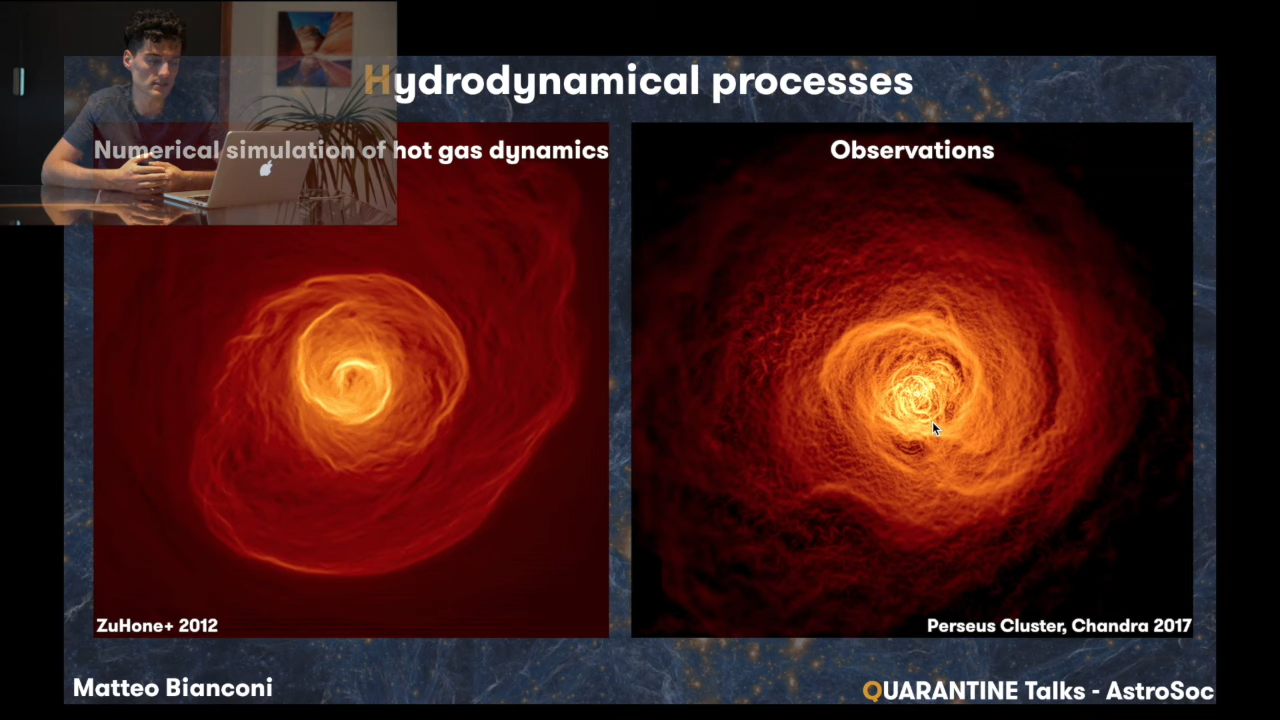 Hydrodynamical processes
Numerical simulation of hot gas dynamics
Observations
ZuHone+ 2012
Perseus Cluster, Chandra 2017
Matteo Bianconi
QUARANTINE Talks - AstroSoc